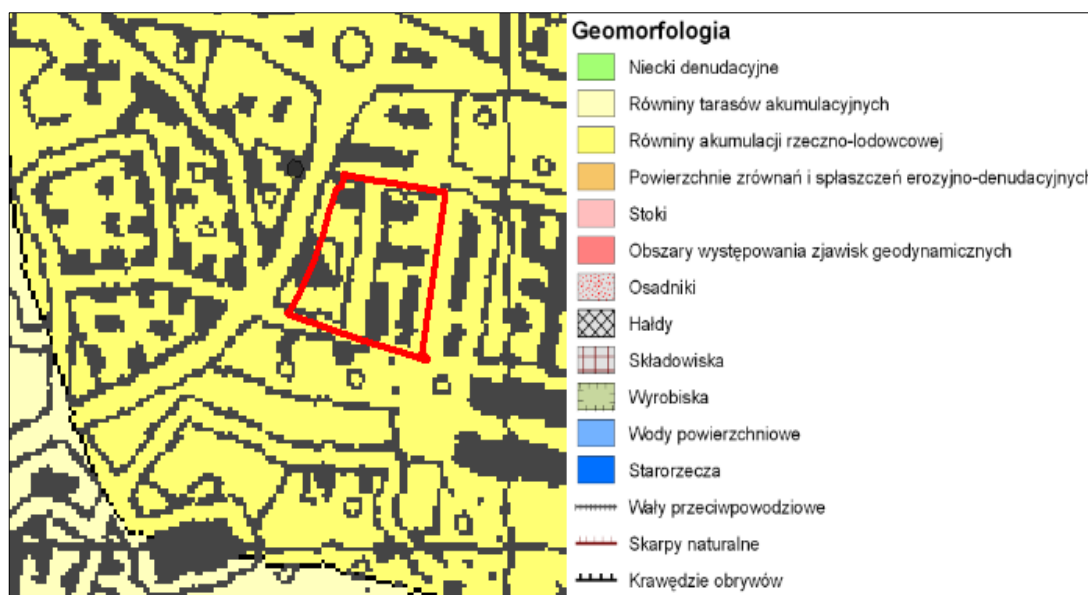 Geomorfologia
Niecki denudacyjne
Równiny tarasów akumulacyjnych
Równiny akumulacji rzeczno-lodowcowej
Powierzchnie zrównań i spłaszczeń erozyjno-denudacyjnych
Stoki
Obszary występowania zjawisk geodynamicznych
Osadniki
Hałdy
Składowiska
Wyrobiska
Wody powierzchniowe
Starorzecza
Wały przeciwpowodziowe
Skarpy naturalne
Krawędzie obrywów